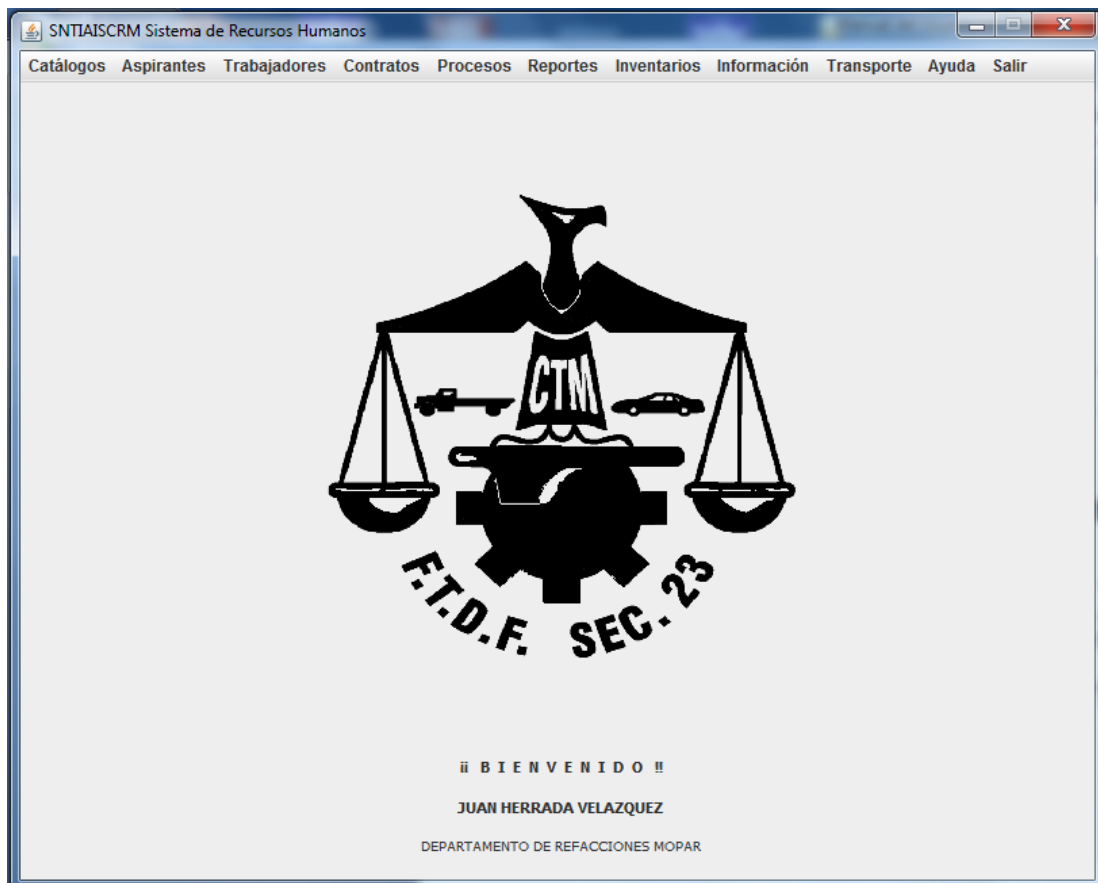 SNTIAISCRM Sistema de Recursos Humanos
Catálogos Aspirantes Trabajadores Contratos Procesos Reportes Inventarios Información Transporte Ayuda Salir
CTM
F.T.D.F. SEC. 23
¡¡ B I E N V E N I D O !!
JUAN HERRADA VELAZQUEZ
DEPARTAMENTO DE REFACCIONES MOPAR